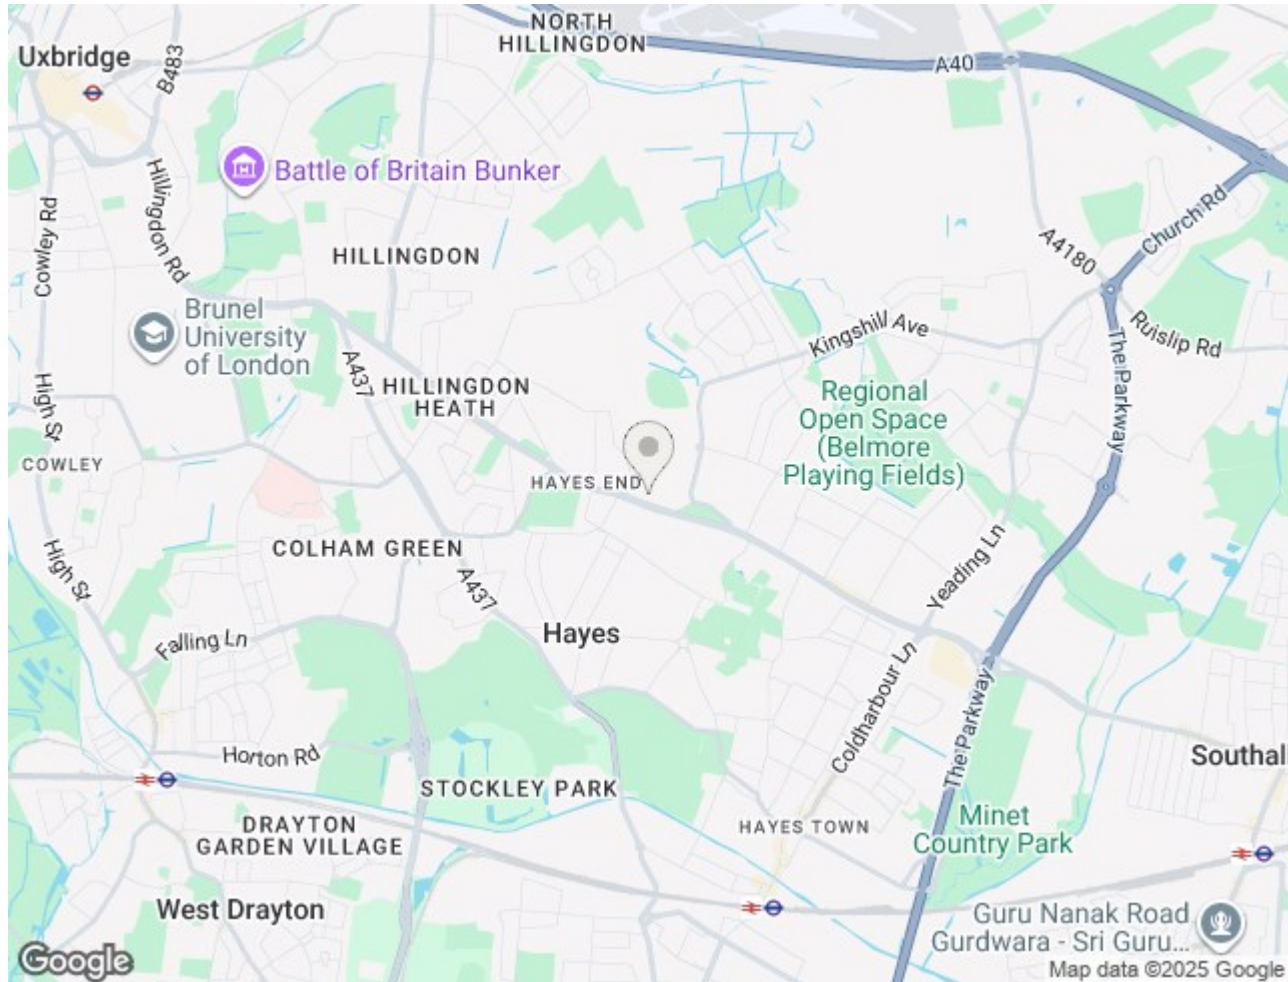 NORTH
HILLINGDON
Uxbridge
B483
A40
Battle of Britain Bunker
Hillingdon Rd
Cowley Rd
Church Rd
A4180
HILLINGDON
Brunel
University
of London
Kingshill Ave
Ruislip Rd
The Parkway
A437
HILLINGDON
HEATH
High St
Regional
Open Space
(Belmore
Playing Fields)
COWLEY
HAYES END
COLHAM GREEN
High St
A437
Yeading Ln
Falling Ln
Hayes
Coldharbour Ln
The Parkway
Horton Rd
Southal
STOCKLEY PARK
DRAYTON
GARDEN VILLAGE
HAYES TOWN
Minet
Country Park
West Drayton
Guru Nanak Road
Gurdwara - Sri Guru...
Google
Map data ©2025 Google